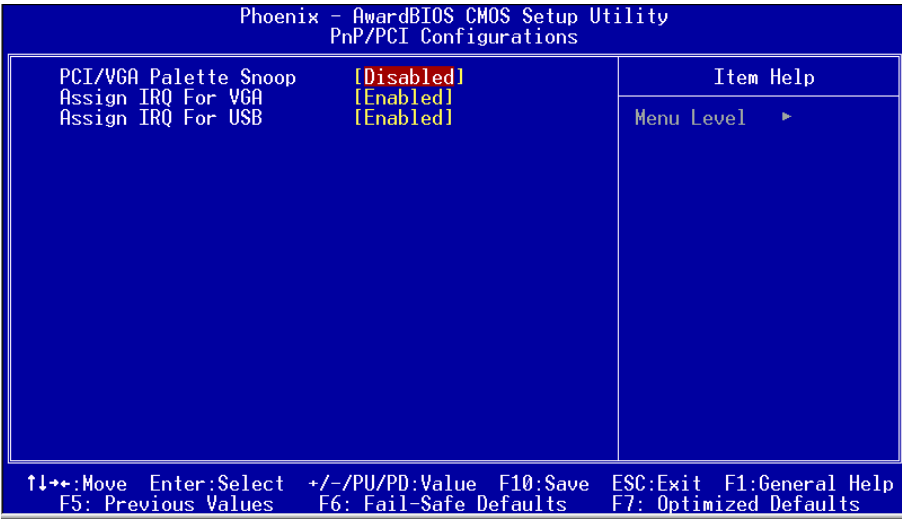 Phoenix - AwardBIOS CMOS Setup Utility
PnP/PCI Configurations
PCI/VGA Palette Snoop [Disabled]
Assign IRQ For VGA [Enabled]
Assign IRQ For USB [Enabled]
Item Help
Menu Level ►
↑↓→←:Move Enter:Select +/-/PU/PD:Value F10:Save ESC:Exit F1:General Help
F5: Previous Values F6: Fail-Safe Defaults F7: Optimized Defaults